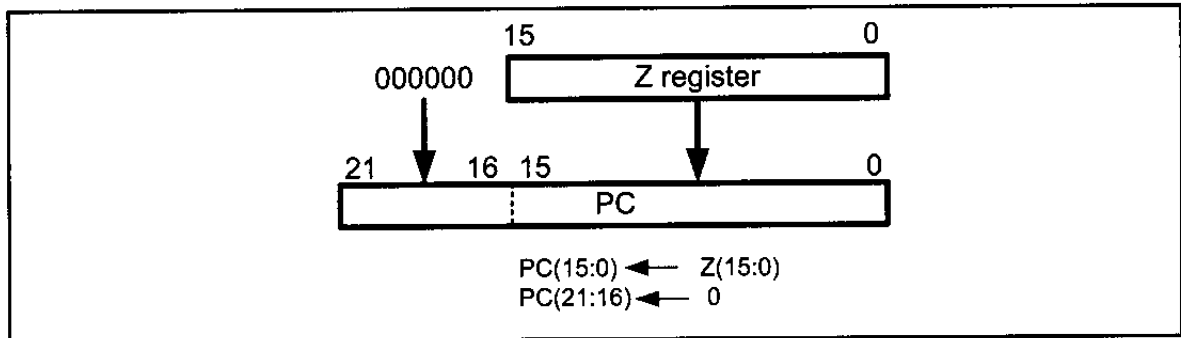 15 0
000000 Z register
21 16 15 0
PC
PC(15:0) ← Z(15:0)
PC(21:16) ← 0